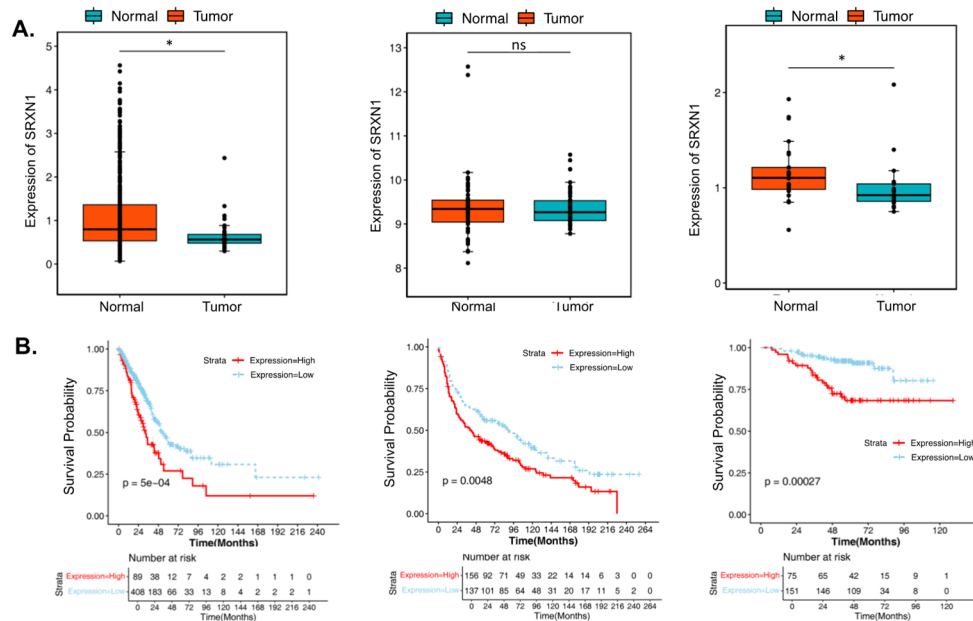 A.
Normal Tumor
Expression of SRXN1
5
4
3
2
1
0
*
Normal Tumor
Normal Tumor
Expression of SRXN1
13
12
11
10
9
8
ns
Normal Tumor
Normal Tumor
Expression of SRXN1
2
1
0
*
Normal Tumor
B.
Survival Probability
1.00
0.75
0.50
0.25
0.00
Strata Expression=High
Expression=Low
p = 5e-04
0 24 48 72 96 120 144 168 192 216 240
Time(Months)
Number at risk
Strata
Expression=High 89 38 12 7 4 2 2 1 1 1 0
Expression=Low 408 183 66 33 13 8 4 2 2 2 1
0 24 48 72 96 120 144 168 192 216 240
Time(Months)
Survival Probability
1.00
0.75
0.50
0.25
0.00
Strata Expression=High
Expression=Low
p = 0.0048
0 24 48 72 96 120 144 168 192 216 240 264
Time(Months)
Number at risk
Strata
Expression=High 156 92 71 49 33 22 14 14 6 3 0 0
Expression=Low 137 101 85 64 48 31 20 17 11 5 2 0
0 24 48 72 96 120 144 168 192 216 240 264
Time(Months)
Survival Probability
1.00
0.75
0.50
0.25
0.00
Strata Expression=High
Expression=Low
p = 0.00027
0 24 48 72 96 120
Time(Months)
Number at risk
Strata
Expression=High 75 65 42 15 9 1
Expression=Low 151 146 109 34 8 0
0 24 48 72 96 120
Time(Months)